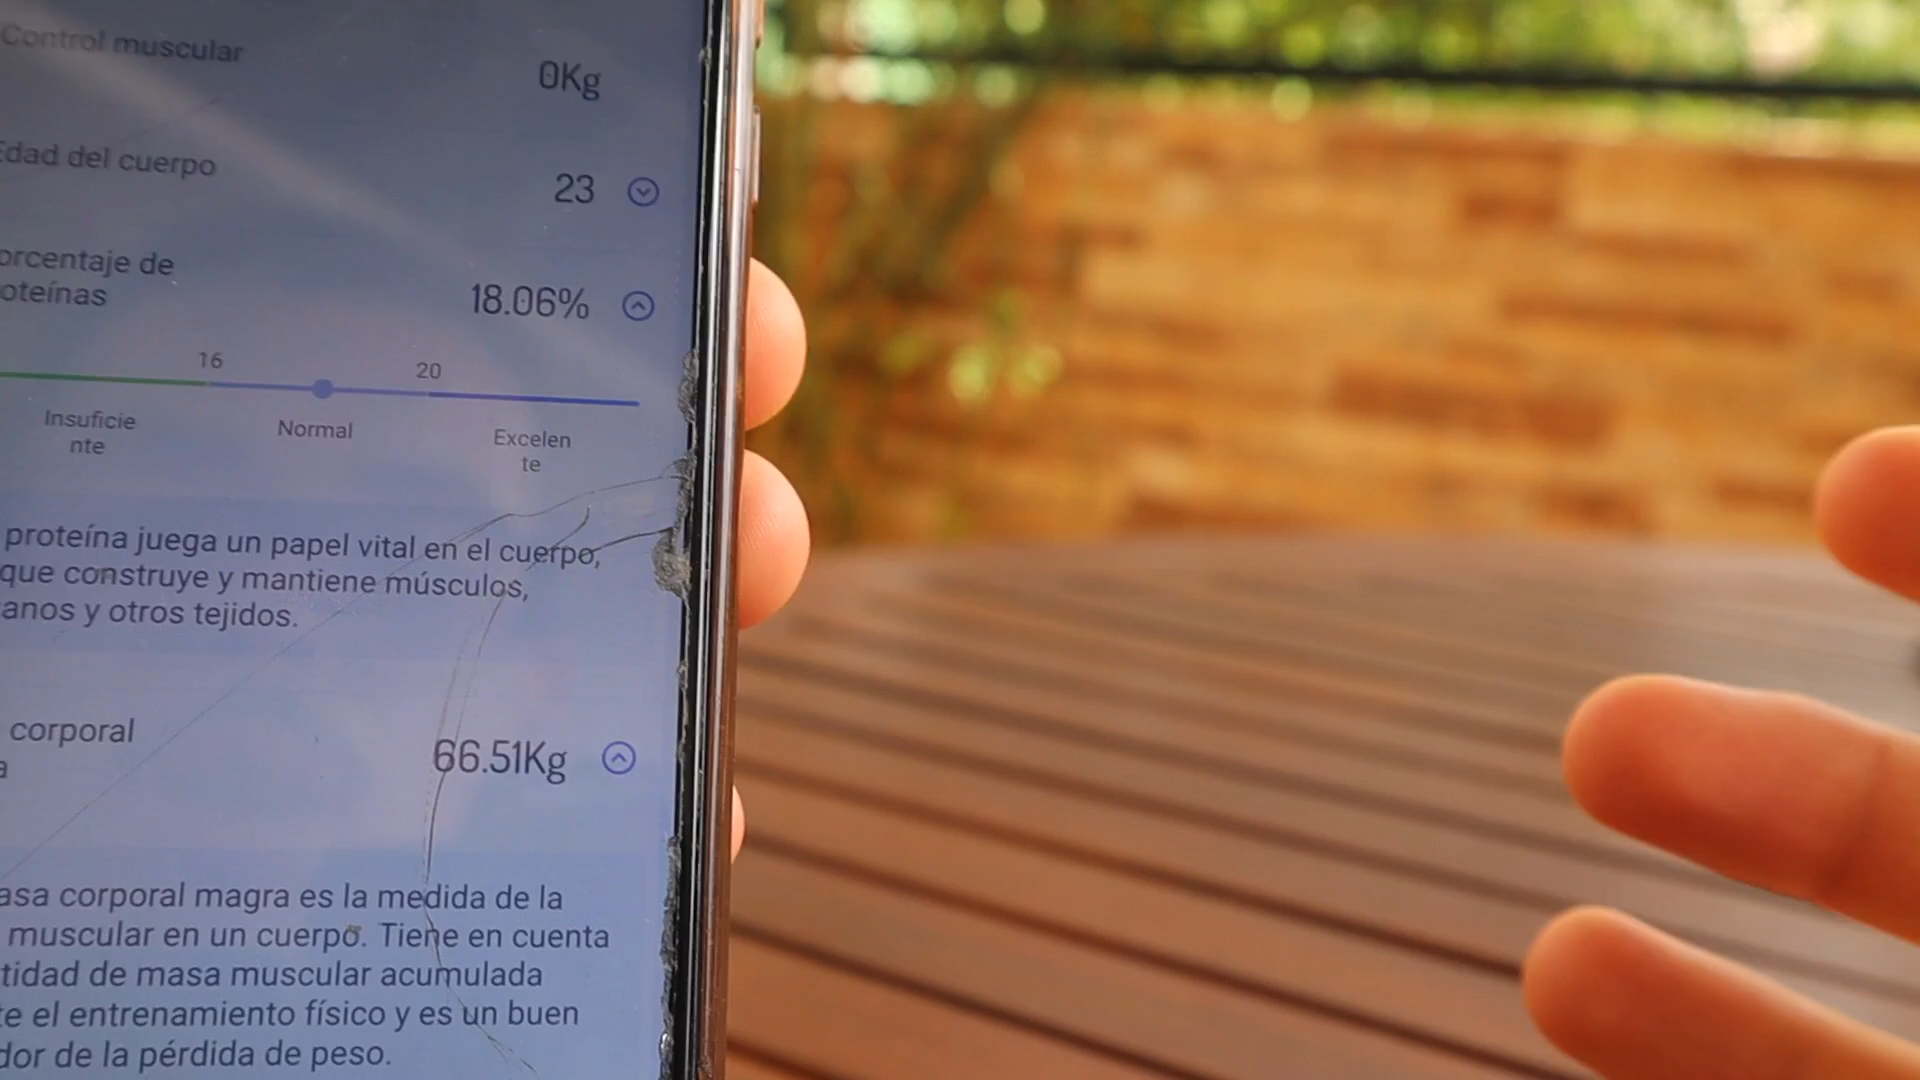 Control muscular
0Kg
Edad del cuerpo
23
orcentaje de
oteínas
18.06%
16
20
Insuficie
nte
Normal
Excelen
te
proteína juega un papel vital en el cuerpo,
que construye y mantiene músculos,
anos y otros tejidos.
corporal
a
66.51Kg
asa corporal magra es la medida de la
muscular en un cuerpo. Tiene en cuenta
tidad de masa muscular acumulada
te el entrenamiento físico y es un buen
dor de la pérdida de peso.